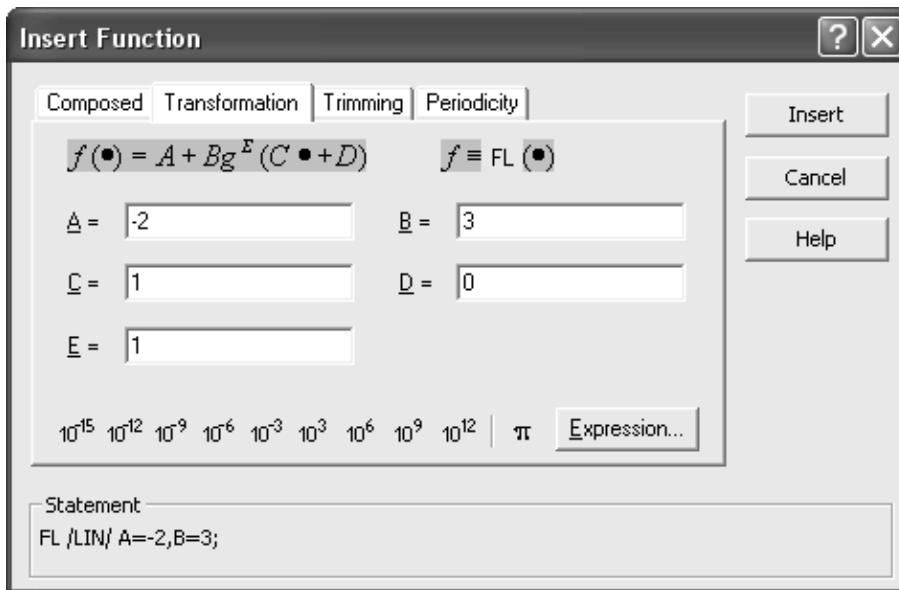 Insert Function
Composed Transformation Trimming Periodicity
Insert
f(●) = A + Bg^E (C ● + D) f ≡ FL (●)
Cancel
A = -2 B = 3
Help
C = 1 D = 0
E = 1
10^-15 10^-12 10^-9 10^-6 10^-3 10^3 10^6 10^9 10^12 π Expression...
Statement
FL /LIN/ A=-2,B=3;